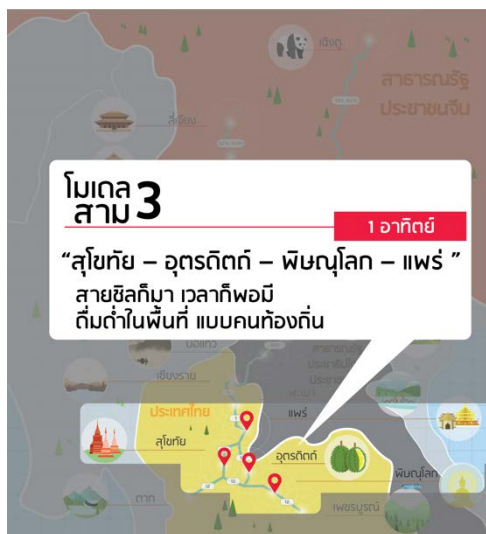 เฉิงตู
สาธารณรัฐ
ประชาชนจีน
สี่เจียง
โมเดล
สาม 3
1 อาทิตย์
“สุโขทัย – อุตรดิตถ์ – พิษณุโลก – แพร่ ”
สายชิลก็มา เวลาก็พอมี
ดื่มด่ำในพื้นที่ แบบคนท้องถิ่น
บ่อแก้ว
เชียงราย
ประเทศไทย
แพร่
สุโขทัย
อุตรดิตถ์
พิษณุโลก
ตาก
เพชรบูรณ์